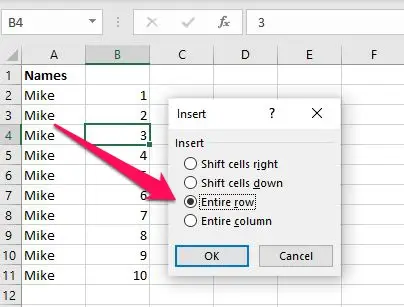 B4 fx 3
A B C D E F
1 Names
2 Mike 1
3 Mike 2
4 Mike 3
5 Mike 4
6 Mike
7 Mike 6
8 Mike 7
9 Mike 8
10 Mike 9
11 Mike 10
12
Insert ?
Insert
Shift cells right
Shift cells down
Entire row
Entire column
OK Cancel